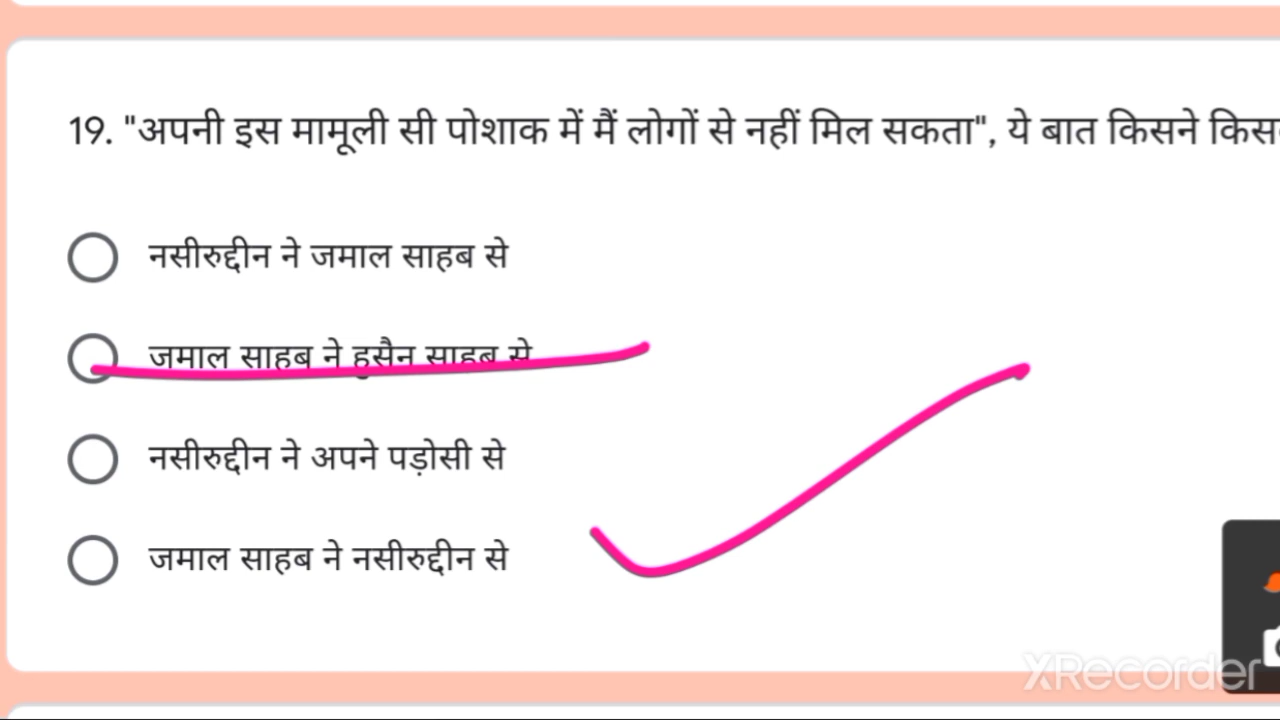 19. "अपनी इस मामूली सी पोशाक में मैं लोगों से नहीं मिल सकता", ये बात किसने
नसीरुद्दीन ने जमाल साहब से
जमाल साहब ने हुसैन साहब से
नसीरुद्दीन ने अपने पड़ोसी से
जमाल साहब ने नसीरुद्दीन से
XRecorder